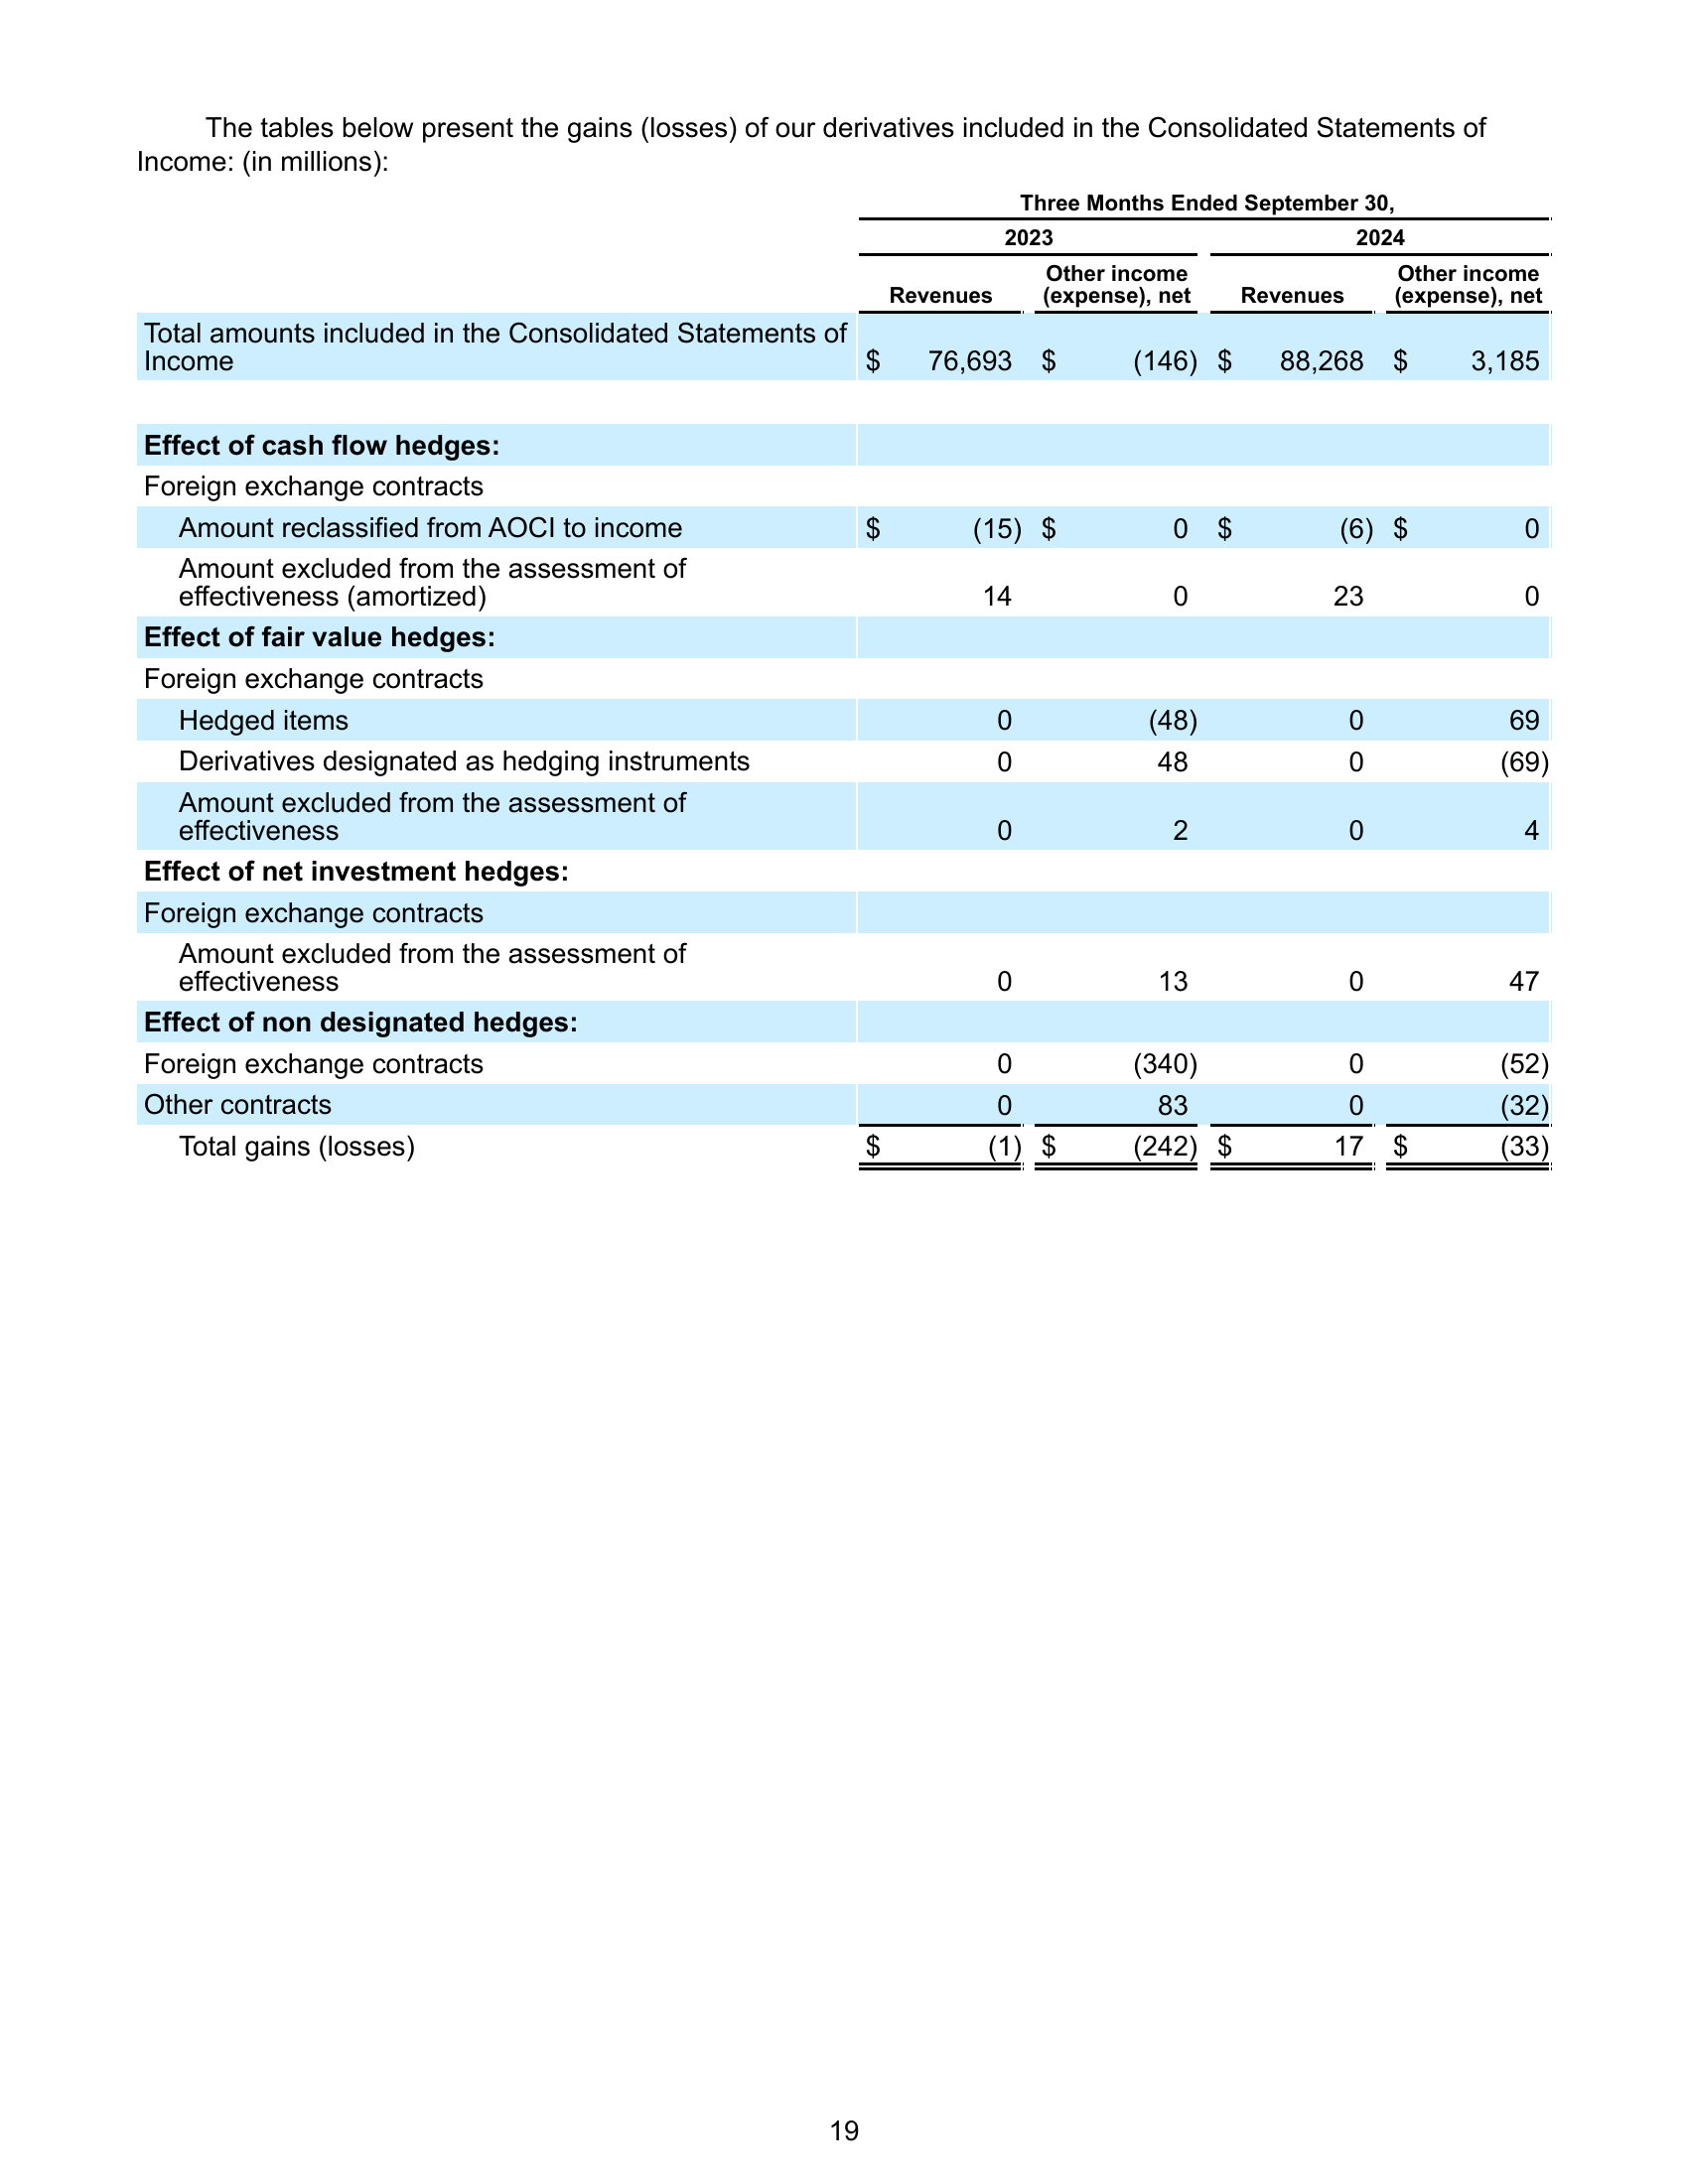 The tables below present the gains (losses) of our derivatives included in the Consolidated Statements of
Income: (in millions):
Three Months Ended September 30,
2023 2024
Revenues Other income (expense), net Revenues Other income (expense), net
Total amounts included in the Consolidated Statements of
Income $ 76,693 $ (146) $ 88,268 $ 3,185
Effect of cash flow hedges:
Foreign exchange contracts
Amount reclassified from AOCI to income $ (15) $ 0 $ (6) $ 0
Amount excluded from the assessment of
effectiveness (amortized) 14 0 23 0
Effect of fair value hedges:
Foreign exchange contracts
Hedged items 0 (48) 0 69
Derivatives designated as hedging instruments 0 48 0 (69)
Amount excluded from the assessment of
effectiveness 0 2 0 4
Effect of net investment hedges:
Foreign exchange contracts
Amount excluded from the assessment of
effectiveness 0 13 0 47
Effect of non designated hedges:
Foreign exchange contracts 0 (340) 0 (52)
Other contracts 0 83 0 (32)
Total gains (losses) $ (1) $ (242) $ 17 $ (33)
19